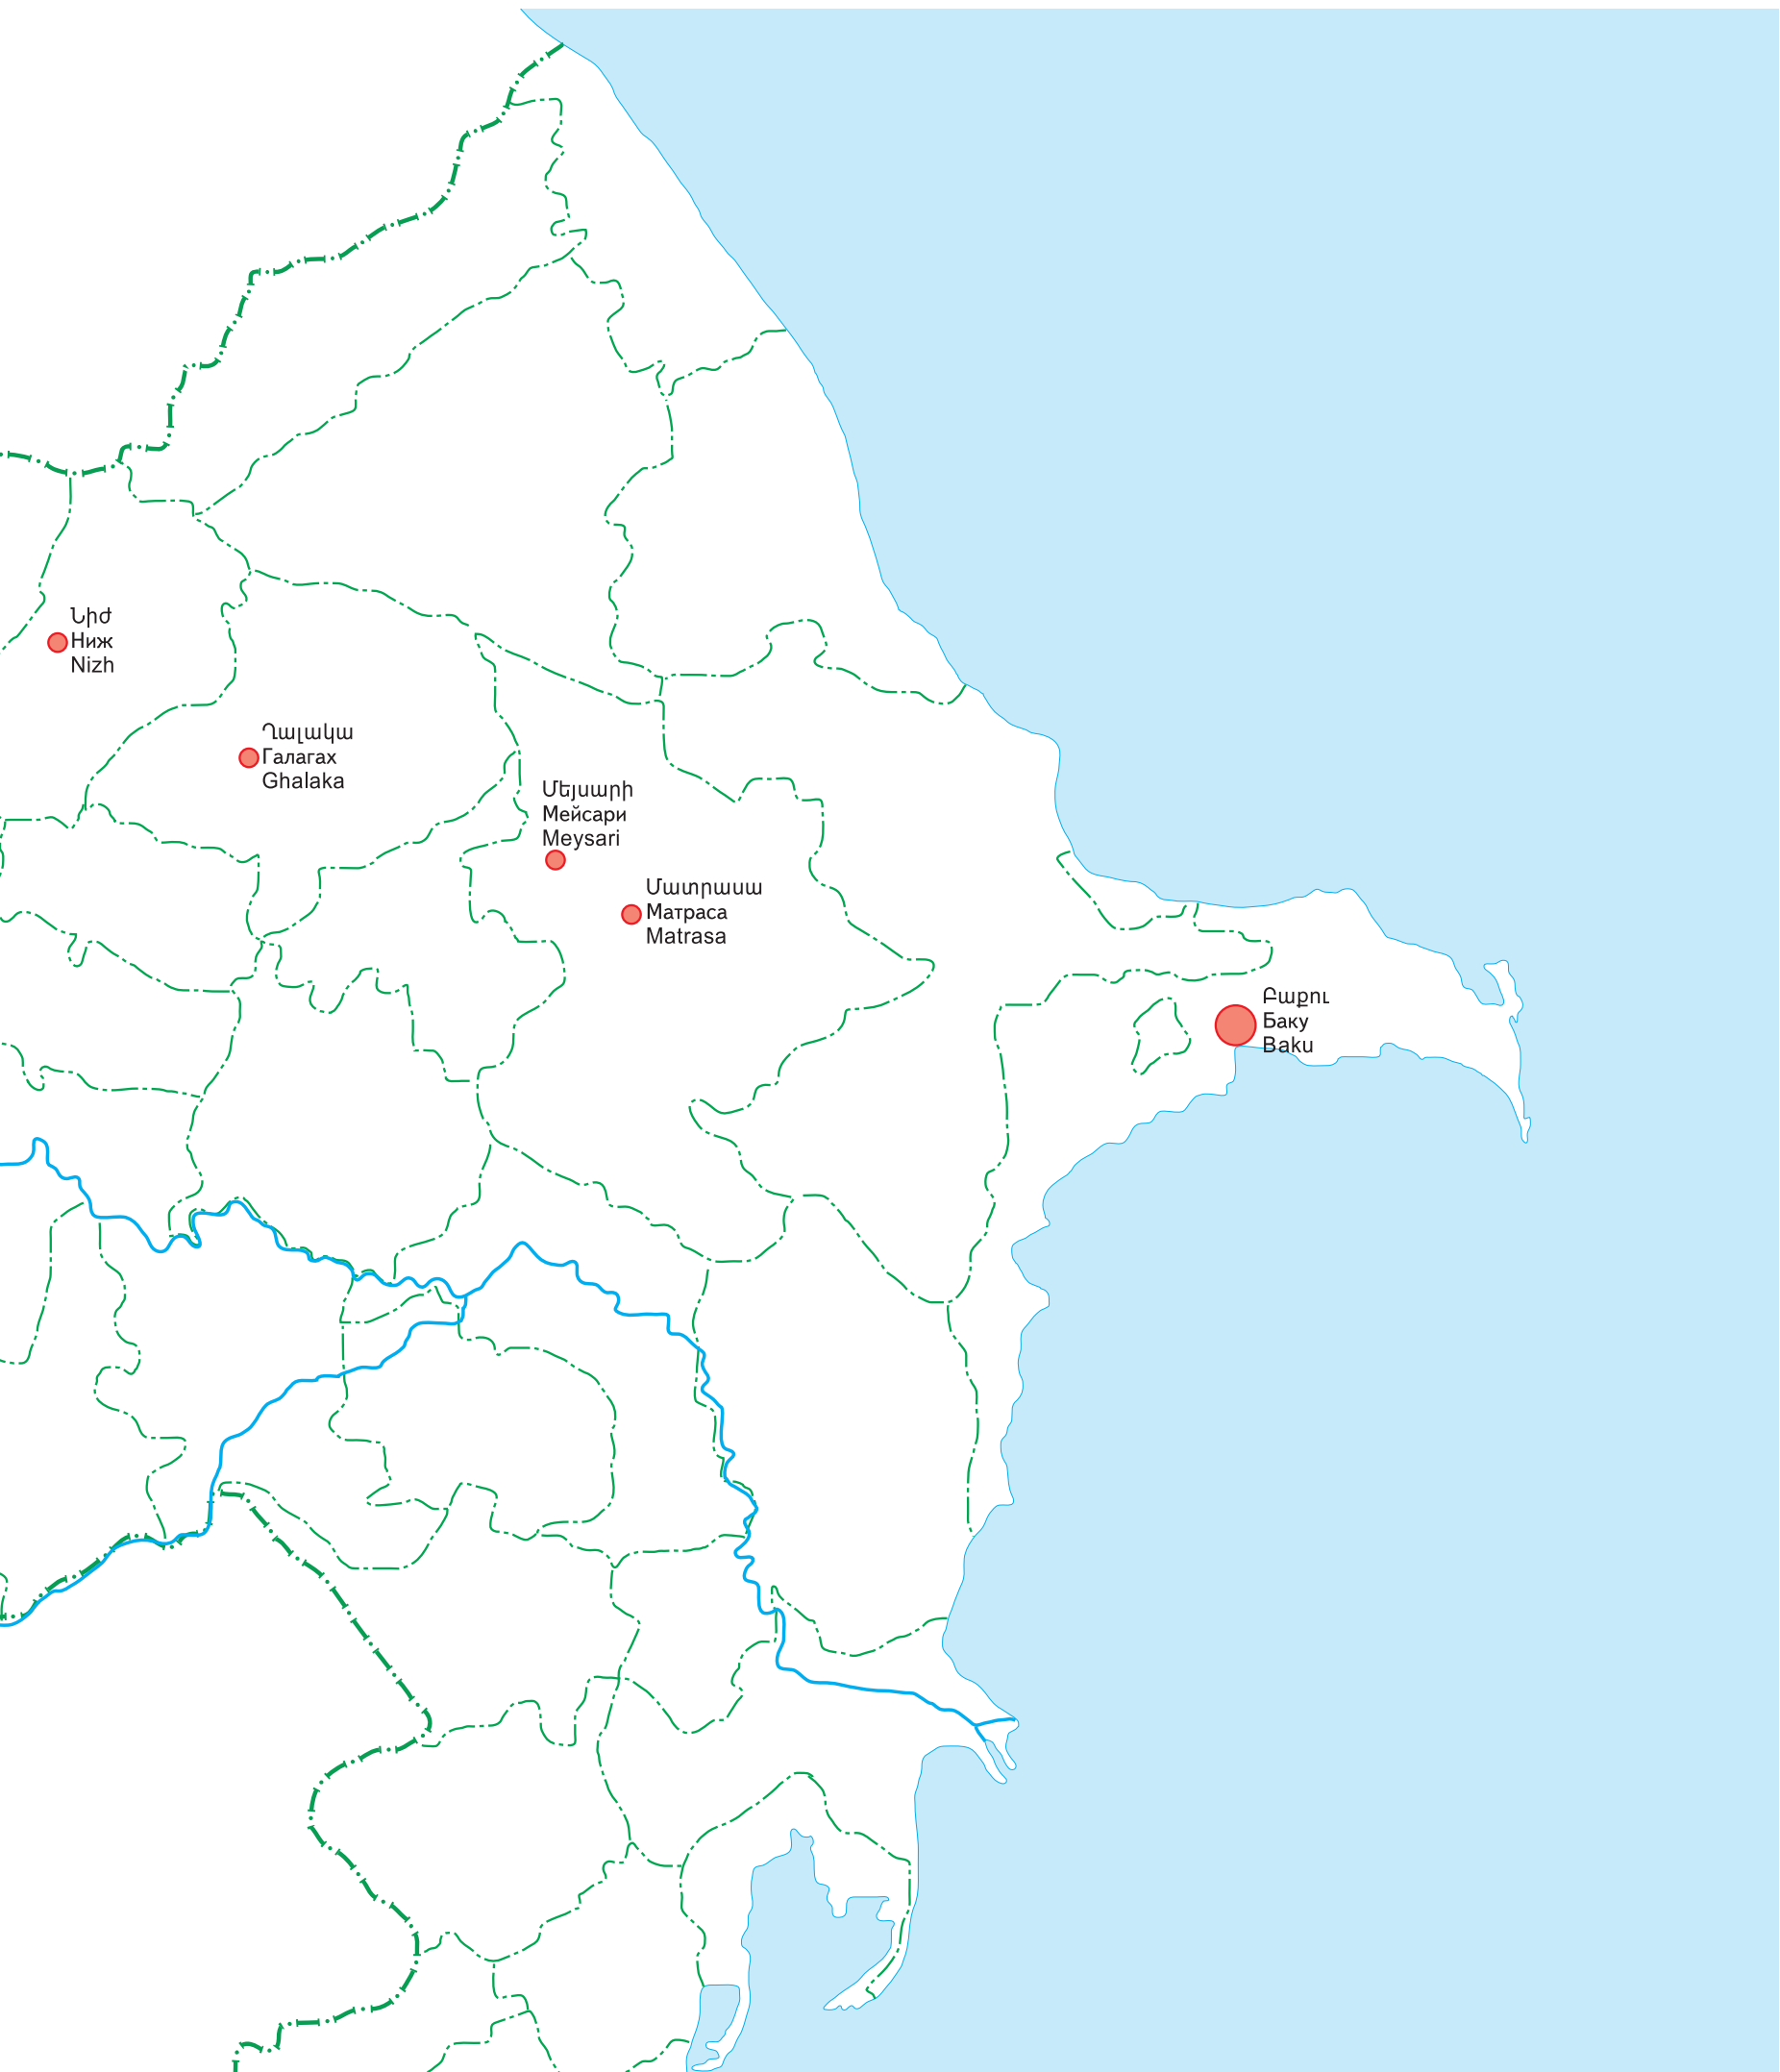 Նիժ
Ниж
Nizh
Ղալակա
Галагах
Ghalaka
Մեյսարի
Мейсари
Meysari
Մատրասա
Матраса
Matrasa
Բաքու
Баку
Baku